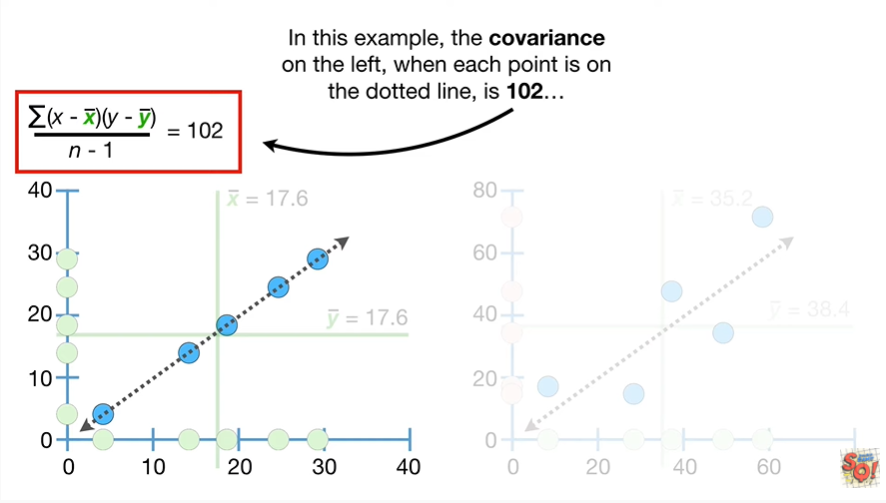 In this example, the covariance
on the left, when each point is on
the dotted line, is 102...
∑(x - x̄)(y - ȳ)
n - 1
= 102
40
30
20
10
0
0 10 20 30 40
x̄ = 17.6
ȳ = 17.6
80
60
40
20
0
0 20 40 60
x̄ = 35.2
ȳ = 38.4
SQ!